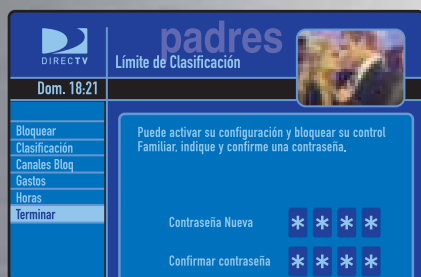 padres
DIRECTV
Límite de Clasificación
Dom. 18:21
Bloquear
Clasificación
Canales Bloq
Gastos
Horas
Terminar
Puede activar su configuración y bloquear su control
Familiar, indique y confirme una contraseña.
Contraseña Nueva * * * *
Confirmar contraseña * * * *